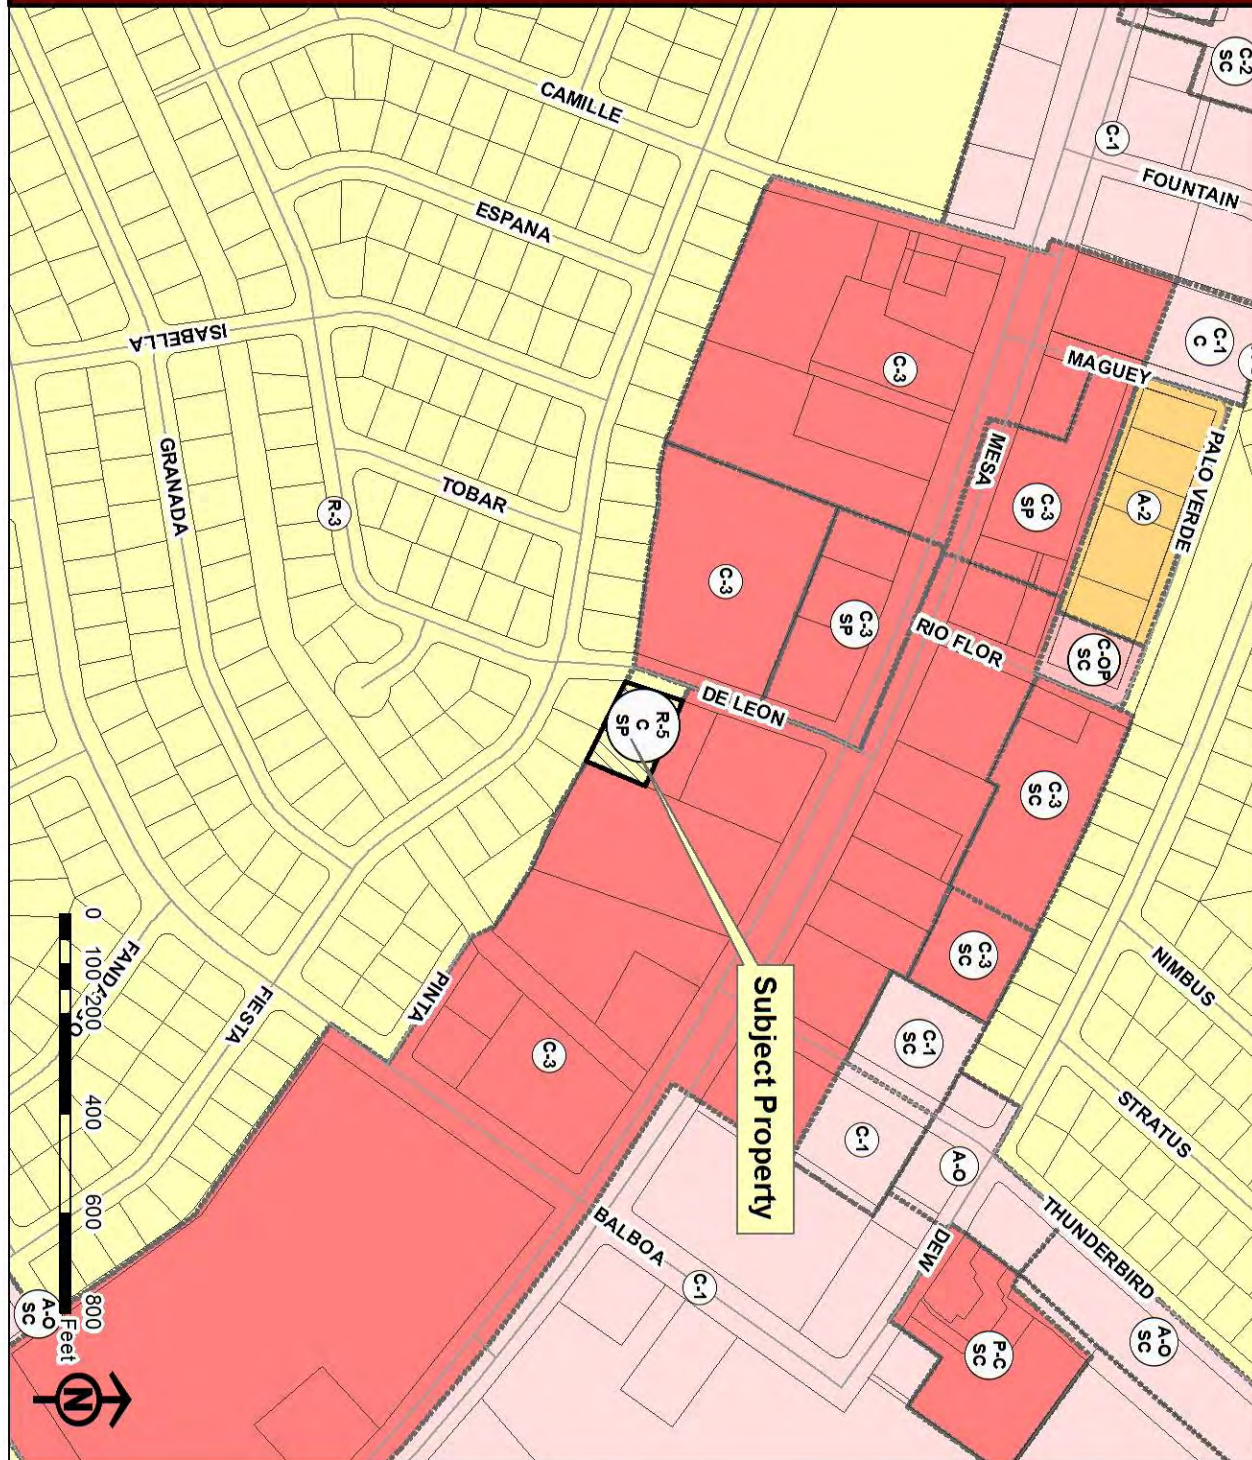 C-2
SC
CAMILLE
C-1
FOUNTAIN
ESPANA
ISABELLA
C-1
C
C-3
MAGUEY
PALO VERDE
MESA
GRANADA
TOBAR
R-3
C-3
SP
A-2
C-3
C-3
SP
RIO FLOR
C-OP
SC
DE LEON
R-5
C
SP
C-3
SC
C-3
SC
NIMBUS
Subject Property
FIESTA
PINTA
C-3
C-1
SC
C-1
STRATUS
A-O
THUNDERBIRD
DEW
BALBOA
C-1
P-C
SC
A-O
SC
A-O
SC
0 100 200 400 600 800
Feet
N